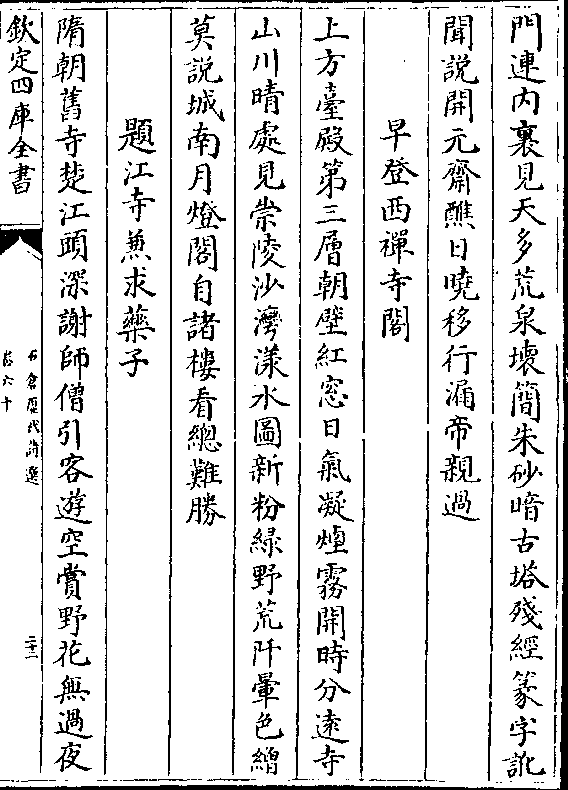 門連内裏見天多荒泉壞簡朱砂暗古塔殘經篆字訛
聞說開元齋醮日曉移行漏帝親過
早登西禪寺閣
上方臺殿第三層朝壁紅窓日氣凝煙霧開時分逺寺
山川晴處見崇陵沙灣漾水圖新粉緑野荒阡暈色繒
莫說城南月燈閣自諸樓看總難勝
題江寺兼求藥子
隋朝舊寺楚江頭深謝師僧引客遊空賞野花無過夜
欽定四庫全書
石倉歷代詩選
卷六十
二十二